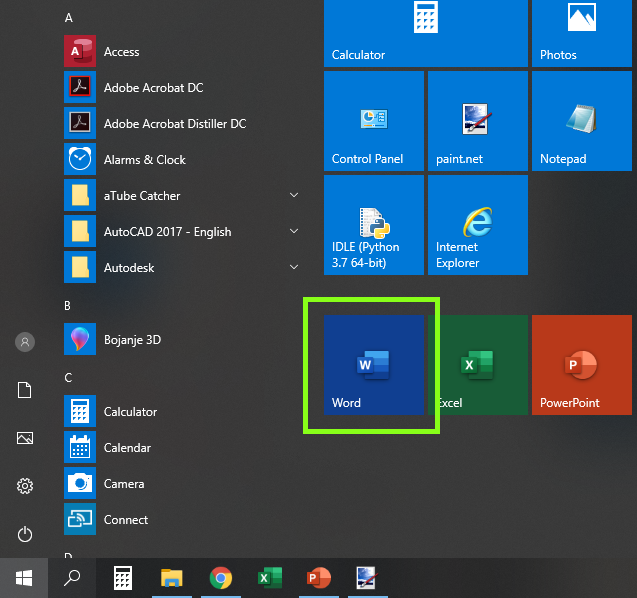 A
Access
Adobe Acrobat DC
Adobe Acrobat Distiller DC
Alarms & Clock
aTube Catcher
AutoCAD 2017 - English
Autodesk
B
Bojanje 3D
C
Calculator
Calendar
Camera
Connect
D
Calculator
Photos
Control Panel
paint.net
Notepad
IDLE (Python
3.7 64-bit)
Internet
Explorer
Word
Excel
PowerPoint